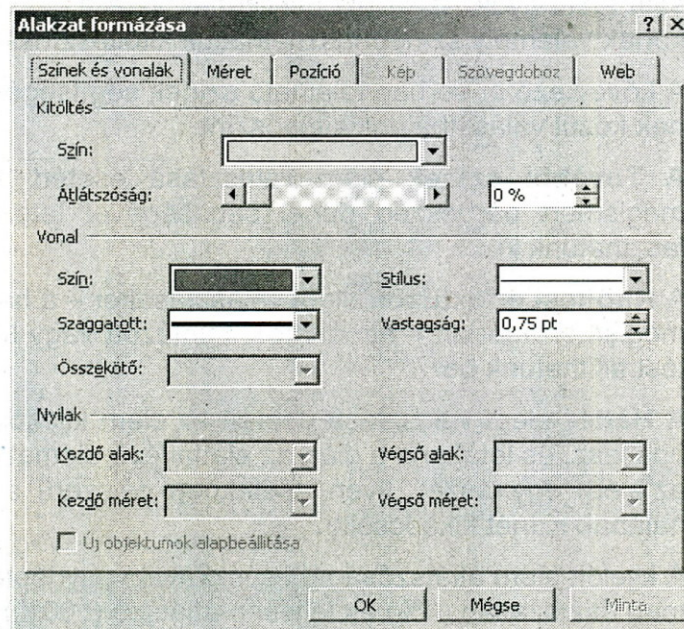 Alakzat formázása
Színek és vonalak Méret Pozíció Kép Szövegdoboz Web
Kitöltés
Szín:
Átlátszóság: 0 %
Vonal
Szín: Stílus:
Szaggatott: Vastagság: 0,75 pt
Összekötő:
Nyilak
Kezdő alak: Végső alak:
Kezdő méret: Végső méret:
Új objektumok alapbeállítása
OK Mégse Minta